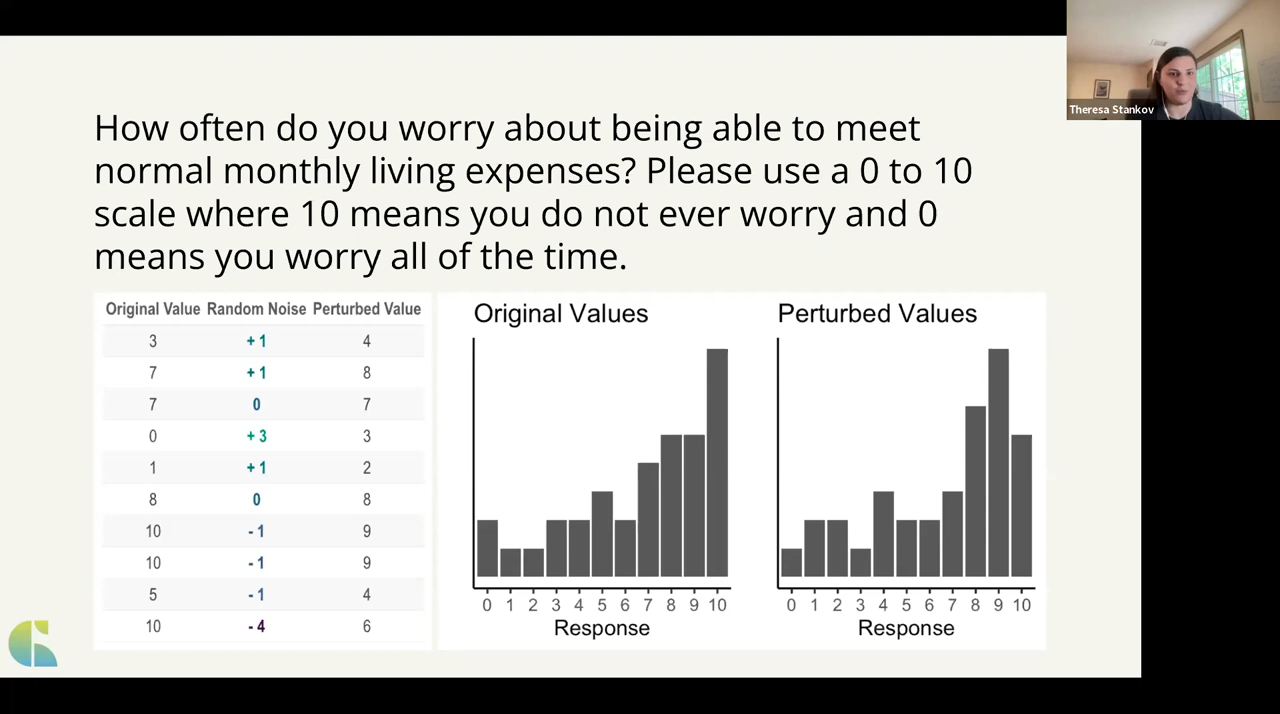 Theresa Stankov
How often do you worry about being able to meet
normal monthly living expenses? Please use a 0 to 10
scale where 10 means you do not ever worry and 0
means you worry all of the time.
Original Value Random Noise Perturbed Value
3 + 1 4
7 + 1 8
7 0 7
0 + 3 3
1 + 1 2
8 0 8
10 - 1 9
10 - 1 9
5 - 1 4
10 - 4 6
Original Values
0 1 2 3 4 5 6 7 8 9 10
Response
Perturbed Values
0 1 2 3 4 5 6 7 8 9 10
Response